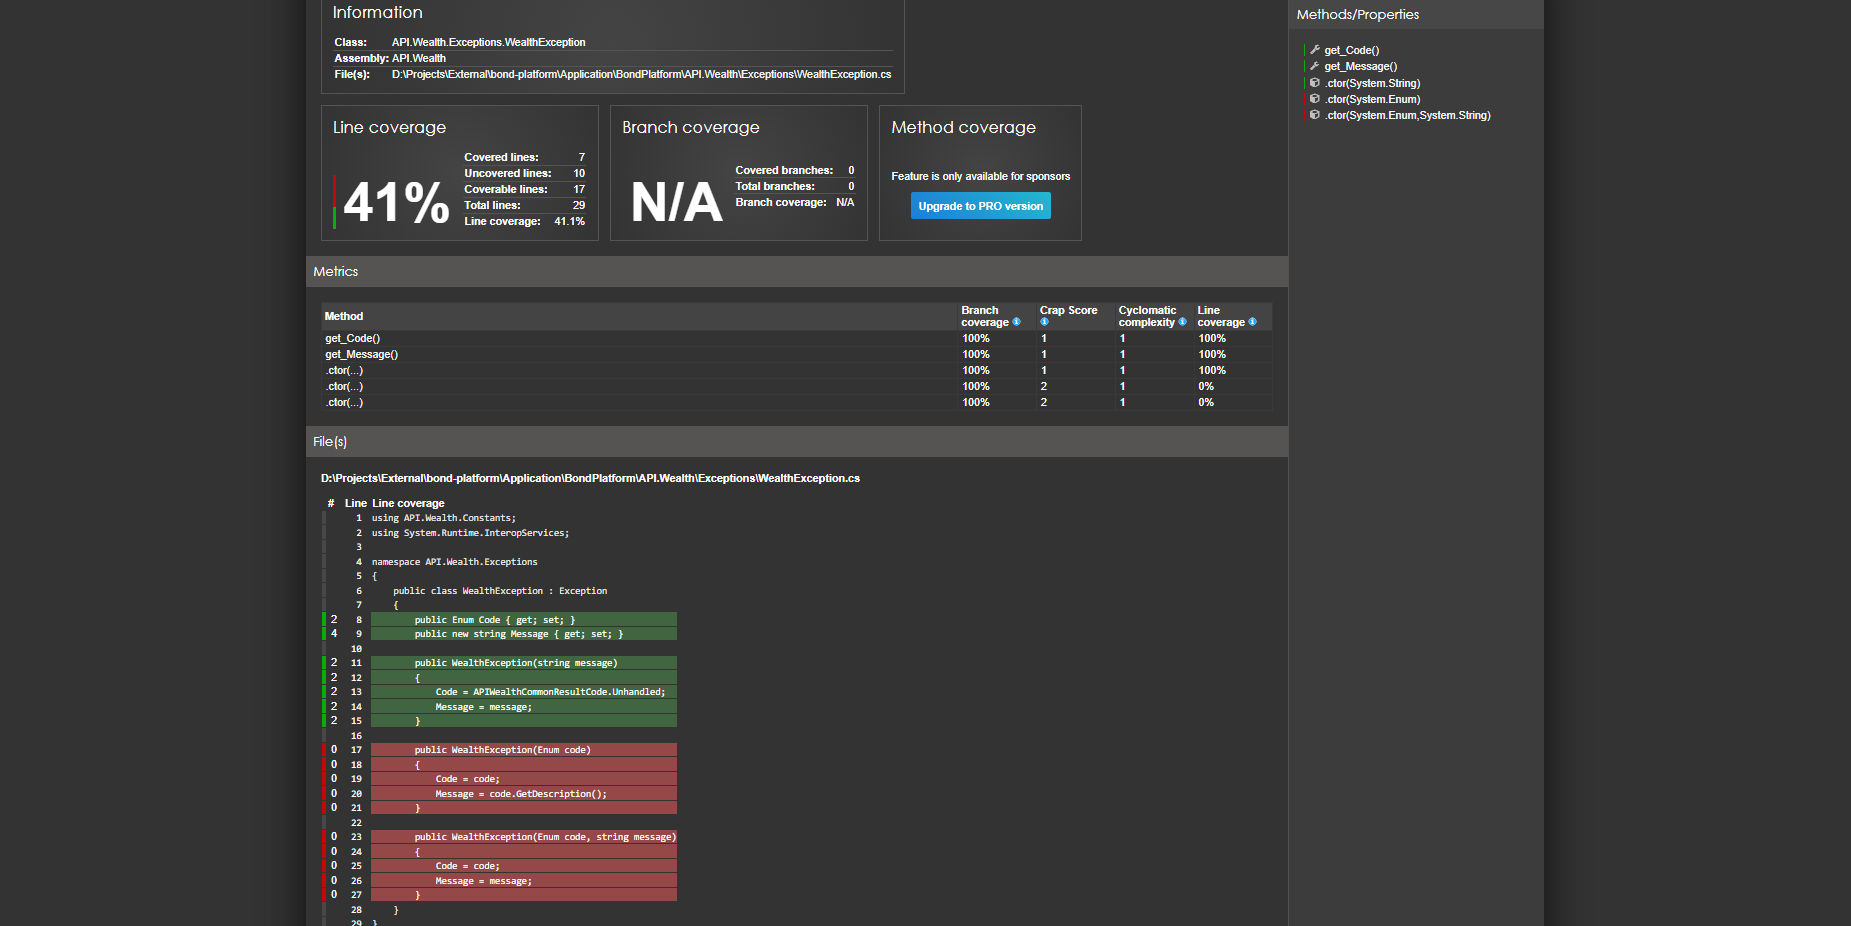 Information
Class: API.Wealth.Exceptions.WealthException
Assembly: API.Wealth
File(s): D:\Projects\External\bond-platform\Application\BondPlatform\API.Wealth\Exceptions\WealthException.cs
Line coverage
41%
Covered lines: 7
Uncovered lines: 10
Coverable lines: 17
Total lines: 29
Line coverage: 41.1%
Branch coverage
N/A
Covered branches: 0
Total branches: 0
Branch coverage: N/A
Method coverage
Feature is only available for sponsors
Upgrade to PRO version
Metrics
Method Branch coverage Crap Score Cyclomatic complexity Line coverage
get_Code() 100% 1 1 100%
get_Message() 100% 1 1 100%
.ctor(...) 100% 1 1 100%
.ctor(...) 100% 2 1 0%
.ctor(...) 100% 2 1 0%
File(s)
D:\Projects\External\bond-platform\Application\BondPlatform\API.Wealth\Exceptions\WealthException.cs
# Line Line coverage
1 using API.Wealth.Constants;
2 using System.Runtime.InteropServices;
3
4 namespace API.Wealth.Exceptions
5 {
6 public class WealthException : Exception
7 {
2 8 public Enum Code { get; set; }
4 9 public new string Message { get; set; }
10
2 11 public WealthException(string message)
2 12 {
2 13 Code = APIWealthCommonResultCode.Unhandled;
2 14 Message = message;
2 15 }
16
0 17 public WealthException(Enum code)
0 18 {
0 19 Code = code;
0 20 Message = code.GetDescription();
0 21 }
22
0 23 public WealthException(Enum code, string message)
0 24 {
0 25 Code = code;
0 26 Message = message;
0 27 }
28 }
29 }
Methods/Properties
get_Code()
get_Message()
.ctor(System.String)
.ctor(System.Enum)
.ctor(System.Enum,System.String)